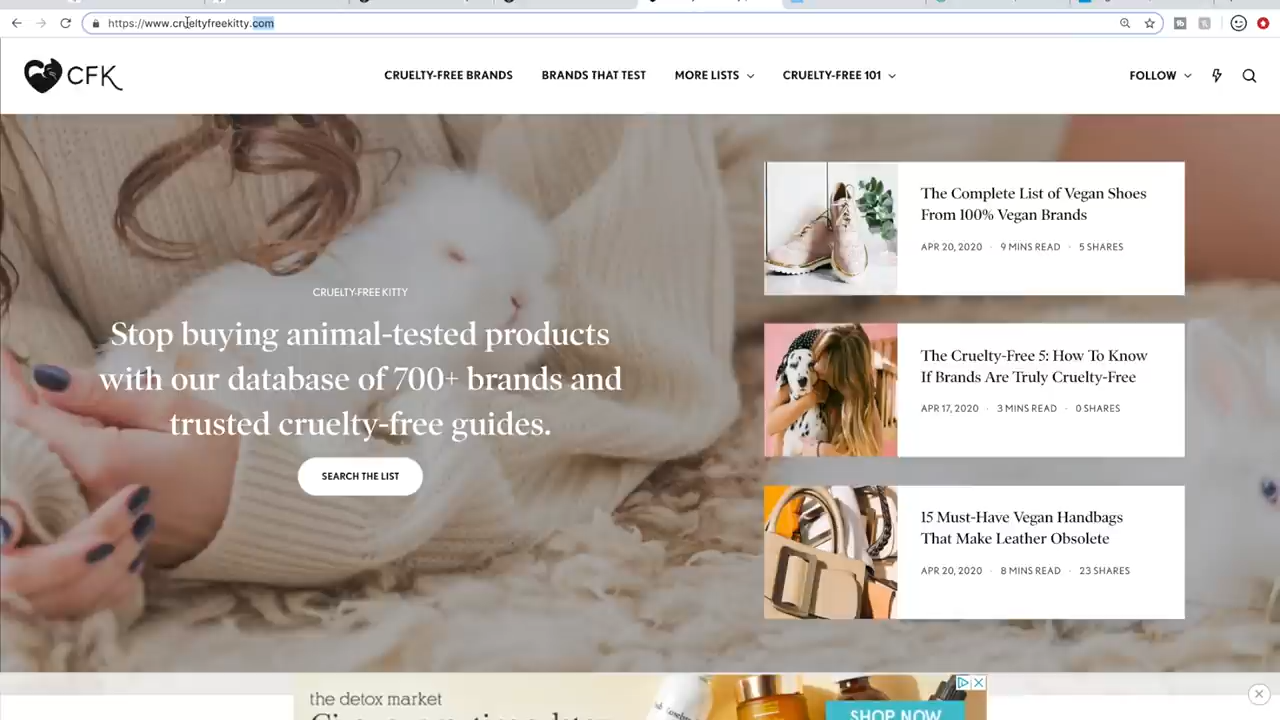 https://www.crueltyfreekitty.com
CFK
CRUELTY-FREE BRANDS
BRANDS THAT TEST
MORE LISTS
CRUELTY-FREE 101
FOLLOW
CRUELTY-FREE KITTY
Stop buying animal-tested products
with our database of 700+ brands and
trusted cruelty-free guides.
SEARCH THE LIST
The Complete List of Vegan Shoes
From 100% Vegan Brands
APR 20, 2020 · 9 MINS READ · 5 SHARES
The Cruelty-Free 5: How To Know
If Brands Are Truly Cruelty-Free
APR 17, 2020 · 3 MINS READ · 0 SHARES
15 Must-Have Vegan Handbags
That Make Leather Obsolete
APR 20, 2020 · 8 MINS READ · 23 SHARES
the detox market
SHOP NOW